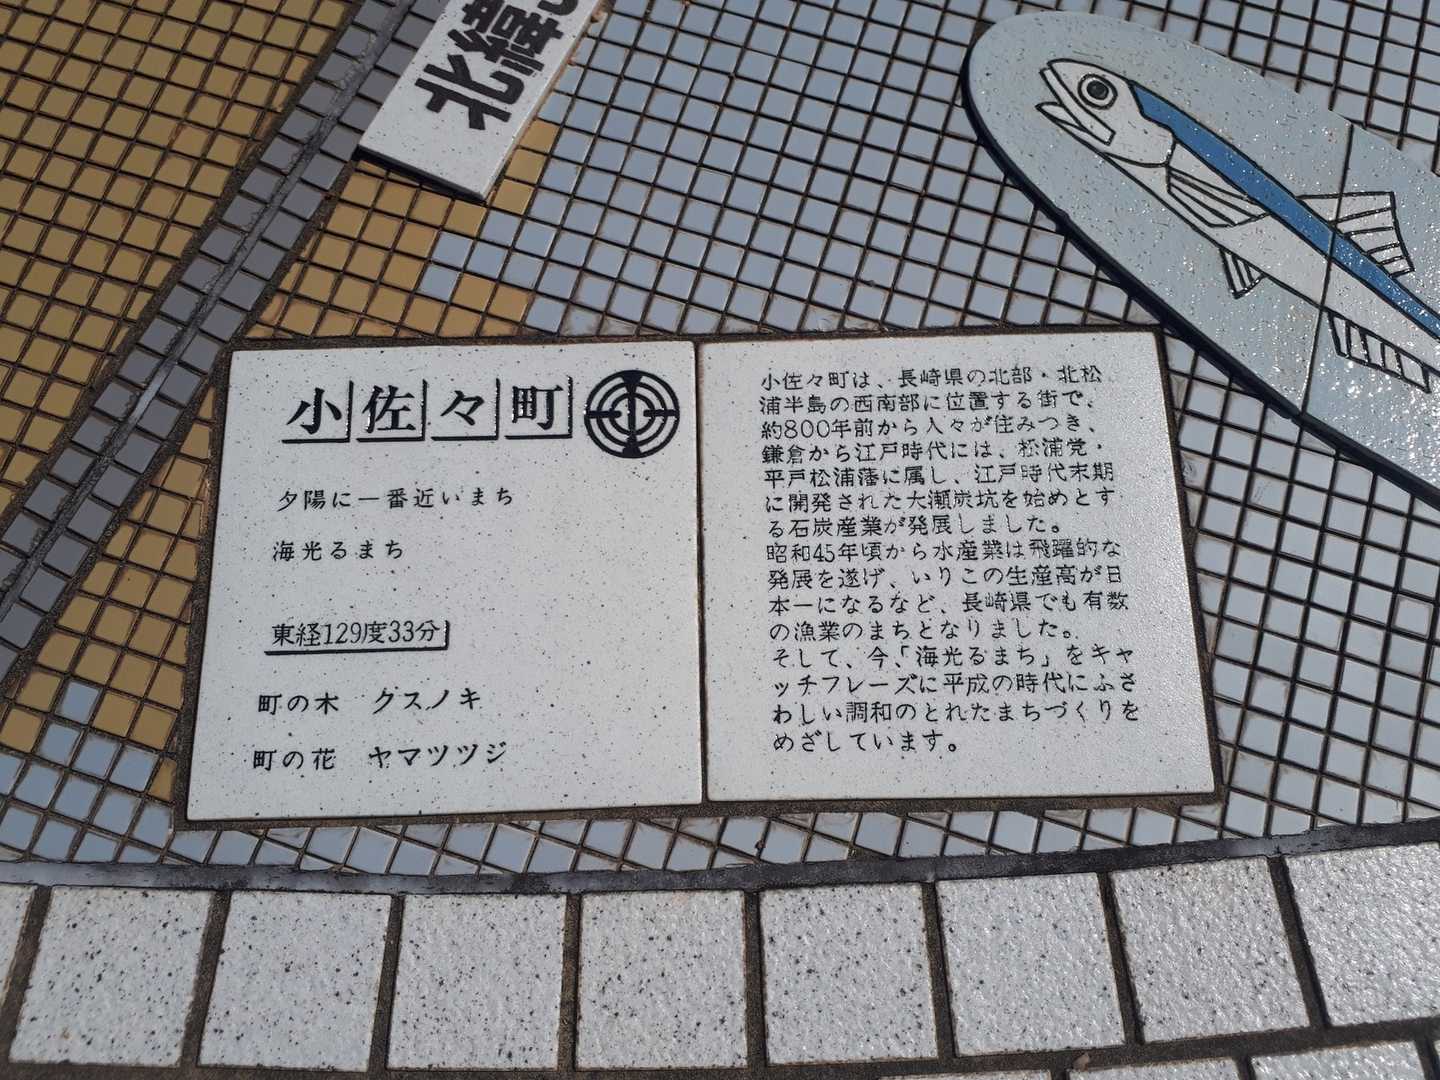 北緯
小佐々町
夕陽に一番近いまち
海光るまち
東経129度33分
町の木 クスノキ
町の花 ヤマツツジ
小佐々町は、長崎県の北部・北松
浦半島の西南部に位置する街で、
約800年前から人々が住みつき、
鎌倉から江戸時代には、松浦党・
平戸松浦藩に属し、江戸時代末期
に開発された大瀬炭坑を始めとす
る石炭産業が発展しました。
昭和45年頃から水産業は飛躍的な
発展を遂げ、いりこの生産高が日
本一になるなど、長崎県でも有数
の漁業のまちとなりました。
そして、今、「海光るまち」をキャ
ッチフレーズに平成の時代にふさ
わしい調和のとれたまちづくりを
めざしています。